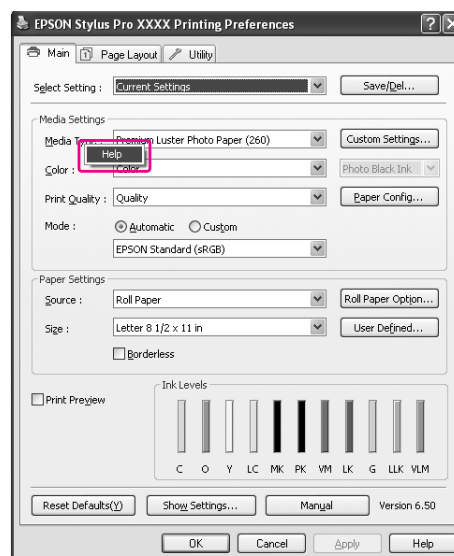 EPSON Stylus Pro XXXX Printing Preferences
Main Page Layout Utility
Select Setting : Current Settings Save/Del...
Media Settings
Media Premium Luster Photo Paper (260) Custom Settings...
Help
Color : Photo Black Ink
Print Quality : Quality Paper Config...
Mode : Automatic Custom
EPSON Standard (sRGB)
Paper Settings
Source : Roll Paper Roll Paper Option...
Size : Letter 8 1/2 x 11 in User Defined...
Borderless
Print Preview
Ink Levels
C O Y LC MK PK VM LK G LLK VLM
Reset Defaults(Y) Show Settings... Manual Version 6.50
OK Cancel Apply Help